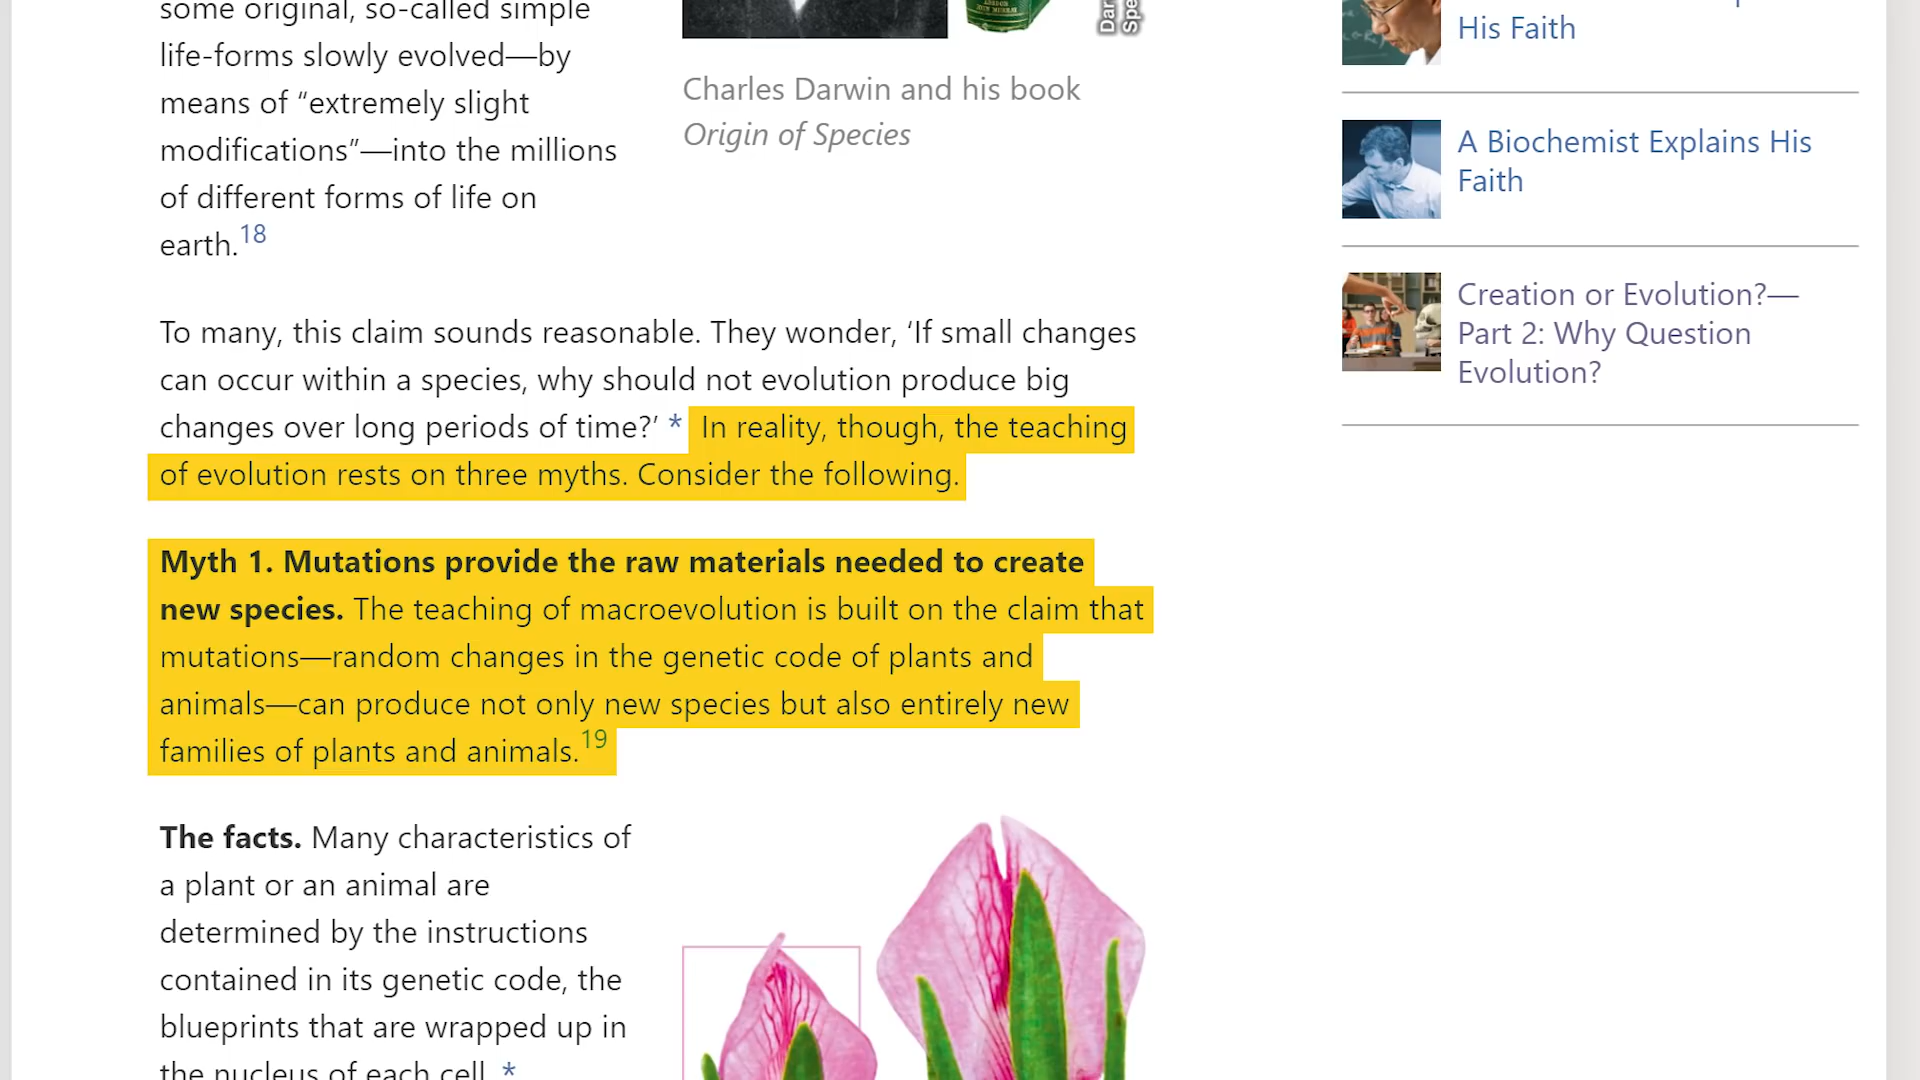 some original, so-called simple
life-forms slowly evolved—by
means of “extremely slight
modifications”—into the millions
of different forms of life on
earth.18
Charles Darwin and his book
Origin of Species
To many, this claim sounds reasonable. They wonder, ‘If small changes
can occur within a species, why should not evolution produce big
changes over long periods of time?’ * In reality, though, the teaching
of evolution rests on three myths. Consider the following.
Myth 1. Mutations provide the raw materials needed to create
new species. The teaching of macroevolution is built on the claim that
mutations—random changes in the genetic code of plants and
animals—can produce not only new species but also entirely new
families of plants and animals.19
The facts. Many characteristics of
a plant or an animal are
determined by the instructions
contained in its genetic code, the
blueprints that are wrapped up in
the nucleus of each cell. *
His Faith
A Biochemist Explains His
Faith
Creation or Evolution?—
Part 2: Why Question
Evolution?